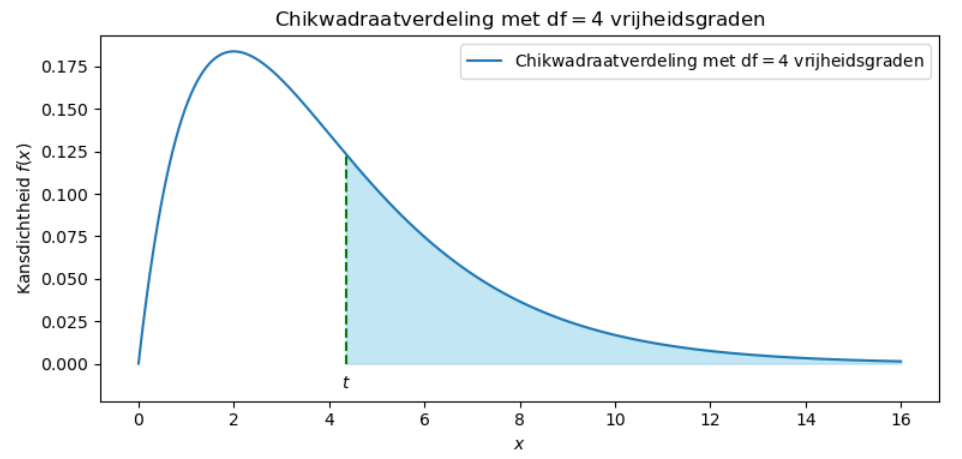 Chikwadraatverdeling met df = 4 vrijheidsgraden
Chikwadraatverdeling met df = 4 vrijheidsgraden
Kansdichtheid f(x)
0.175
0.150
0.125
0.100
0.075
0.050
0.025
0.000
t
0 2 4 6 8 10 12 14 16
x